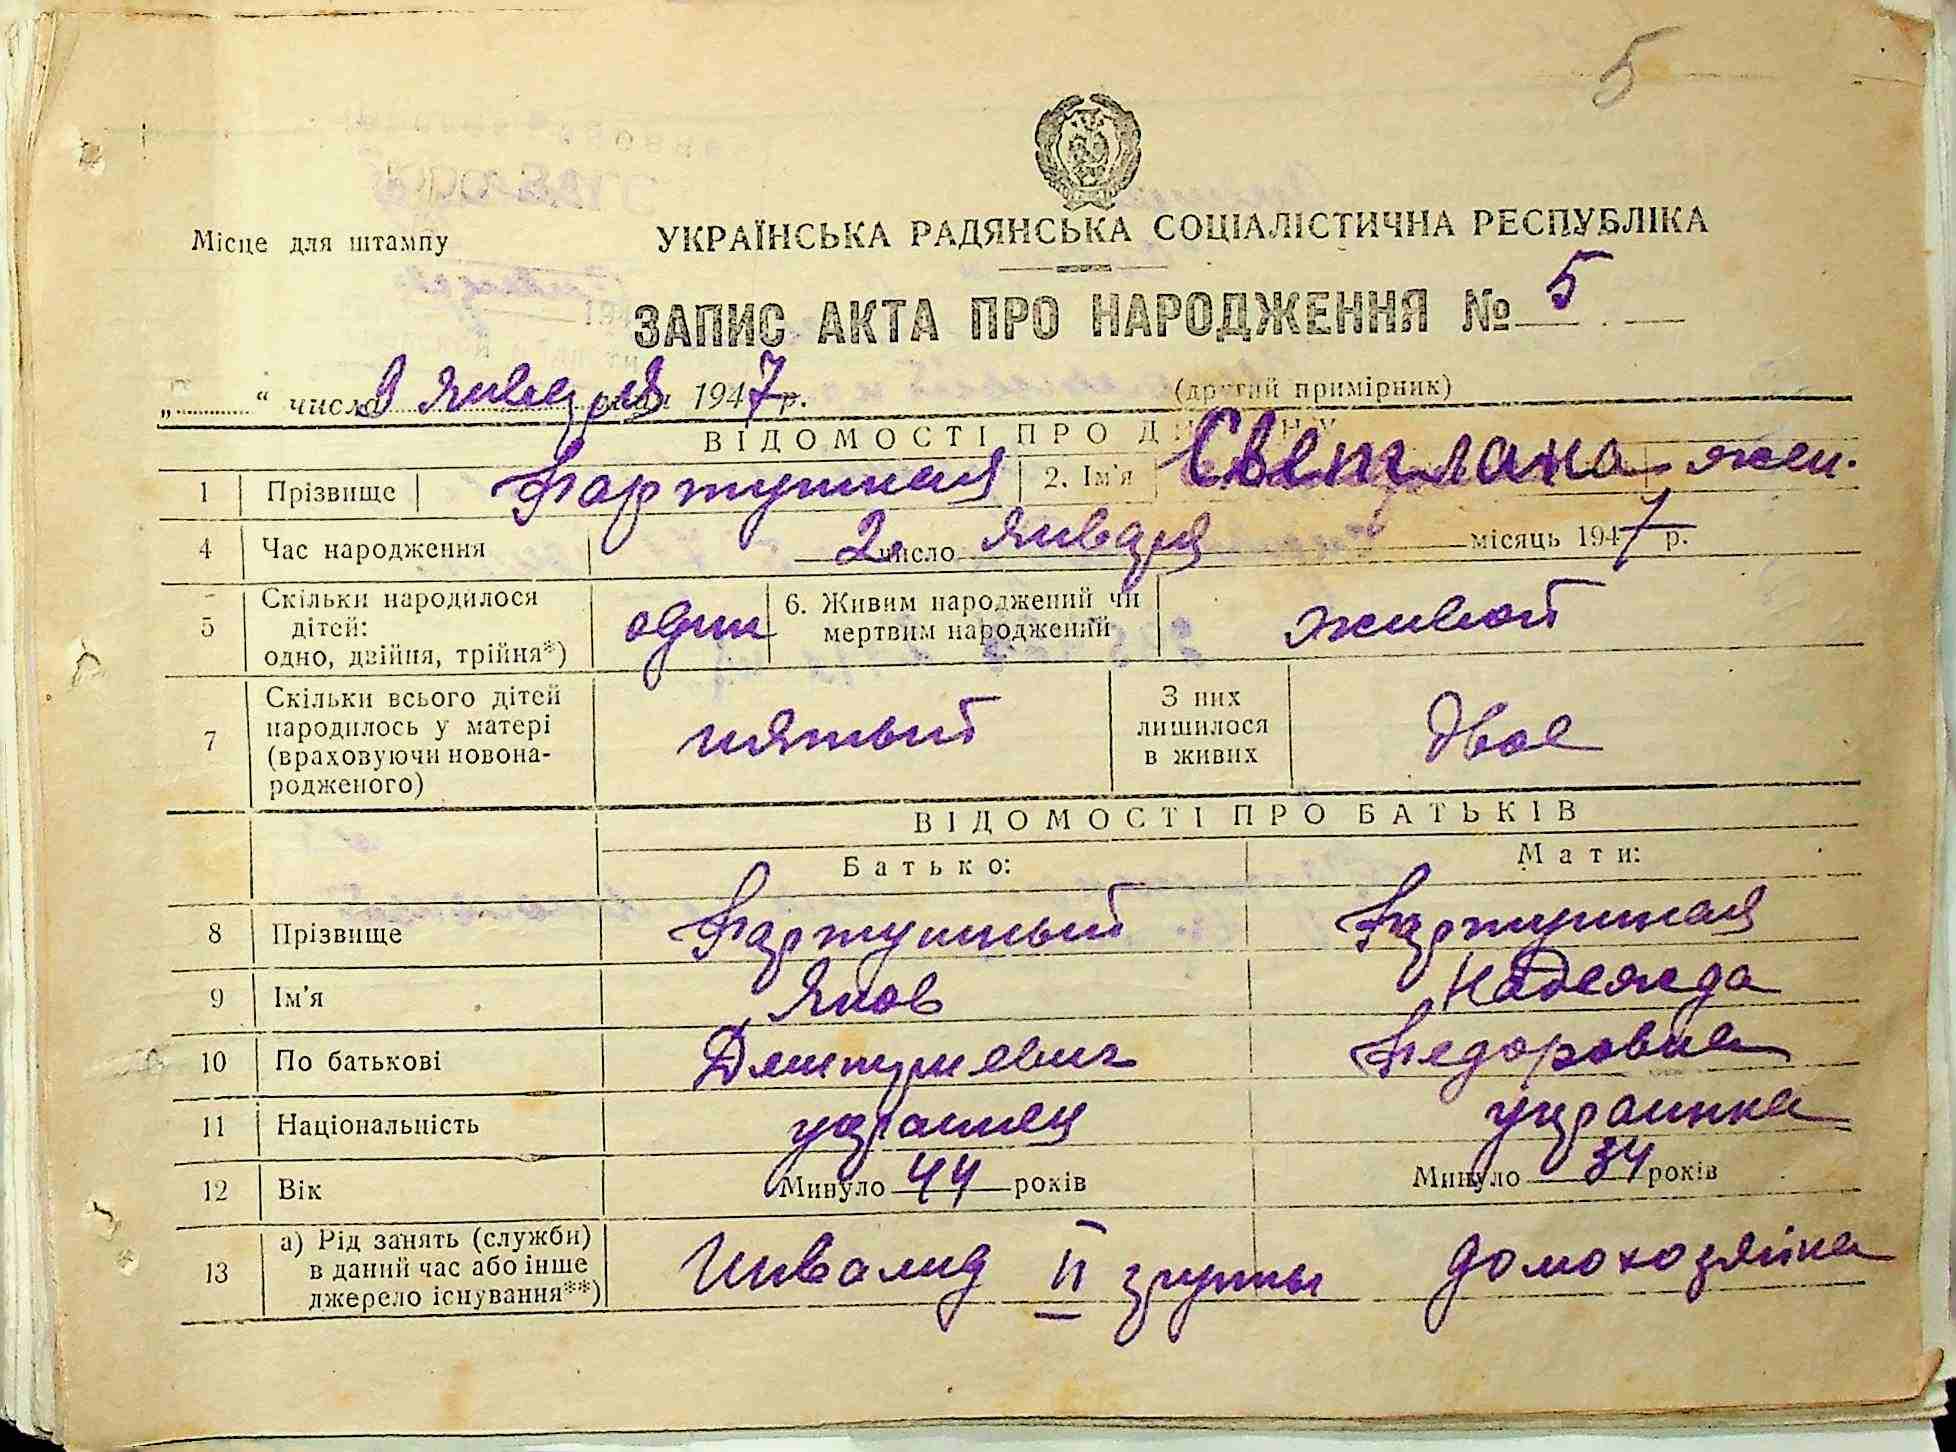 5
Місце для штампу
УКРАЇНСЬКА РАДЯНСЬКА СОЦІАЛІСТИЧНА РЕСПУБЛІКА
ЗАПИС АКТА ПРО НАРОДЖЕННЯ № 5
„ “ числа 9 января 1947 р.
(другий примірник)
ВІДОМОСТІ ПРО ДИТИНУ
1 Прізвище Фартушная 2. Ім'я Светлана жен.
4 Час народження 2 число января місяць 1947 р.
5 Скільки народилося дітей: одно, двійня, трійня*) один 6. Живим народжений чи мертвим народжений живой
7 Скільки всього дітей народилось у матері (враховуючи новонародженого) пятый З них лишилося в живих двое
ВІДОМОСТІ ПРО БАТЬКІВ
Батько: Мати:
8 Прізвище Фартушный Фартушная
9 Ім'я Яков Надежда
10 По батькові Дмитриевич Федоровна
11 Національність украинец украинка
12 Вік Минуло 44 років Минуло 34 років
13 а) Рід занять (служби) в даний час або інше джерело існування**) Инвалид II группы домохозяйка